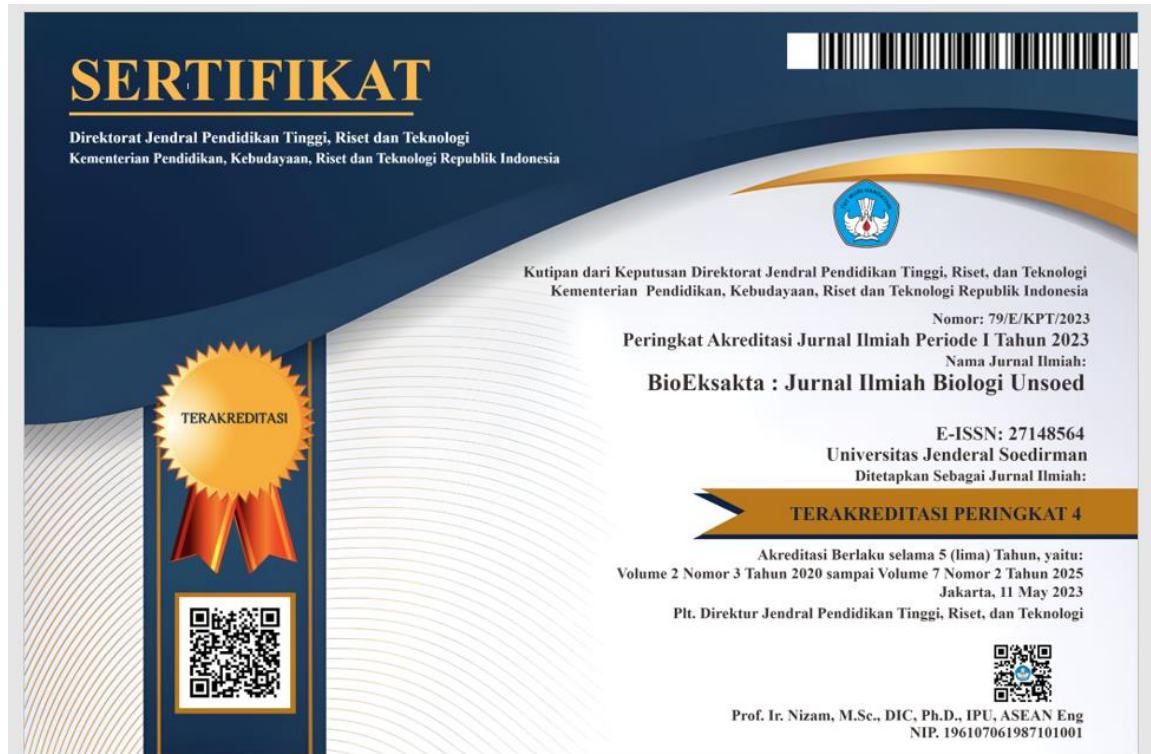 SERTIFIKAT
Direktorat Jendral Pendidikan Tinggi, Riset dan Teknologi
Kementerian Pendidikan, Kebudayaan, Riset dan Teknologi Republik Indonesia
TUT WURI HANDAYANI
Kutipan dari Keputusan Direktorat Jendral Pendidikan Tinggi, Riset, dan Teknologi
Kementerian Pendidikan, Kebudayaan, Riset dan Teknologi Republik Indonesia
Nomor: 79/E/KPT/2023
Peringkat Akreditasi Jurnal Ilmiah Periode I Tahun 2023
Nama Jurnal Ilmiah:
BioEksakta : Jurnal Ilmiah Biologi Unsoed
TERAKREDITASI
E-ISSN: 27148564
Universitas Jenderal Soedirman
Ditetapkan Sebagai Jurnal Ilmiah:
TERAKREDITASI PERINGKAT 4
Akreditasi Berlaku selama 5 (lima) Tahun, yaitu:
Volume 2 Nomor 3 Tahun 2020 sampai Volume 7 Nomor 2 Tahun 2025
Jakarta, 11 May 2023
Plt. Direktur Jendral Pendidikan Tinggi, Riset, dan Teknologi
Prof. Ir. Nizam, M.Sc., DIC, Ph.D., IPU, ASEAN Eng
NIP. 196107061987101001